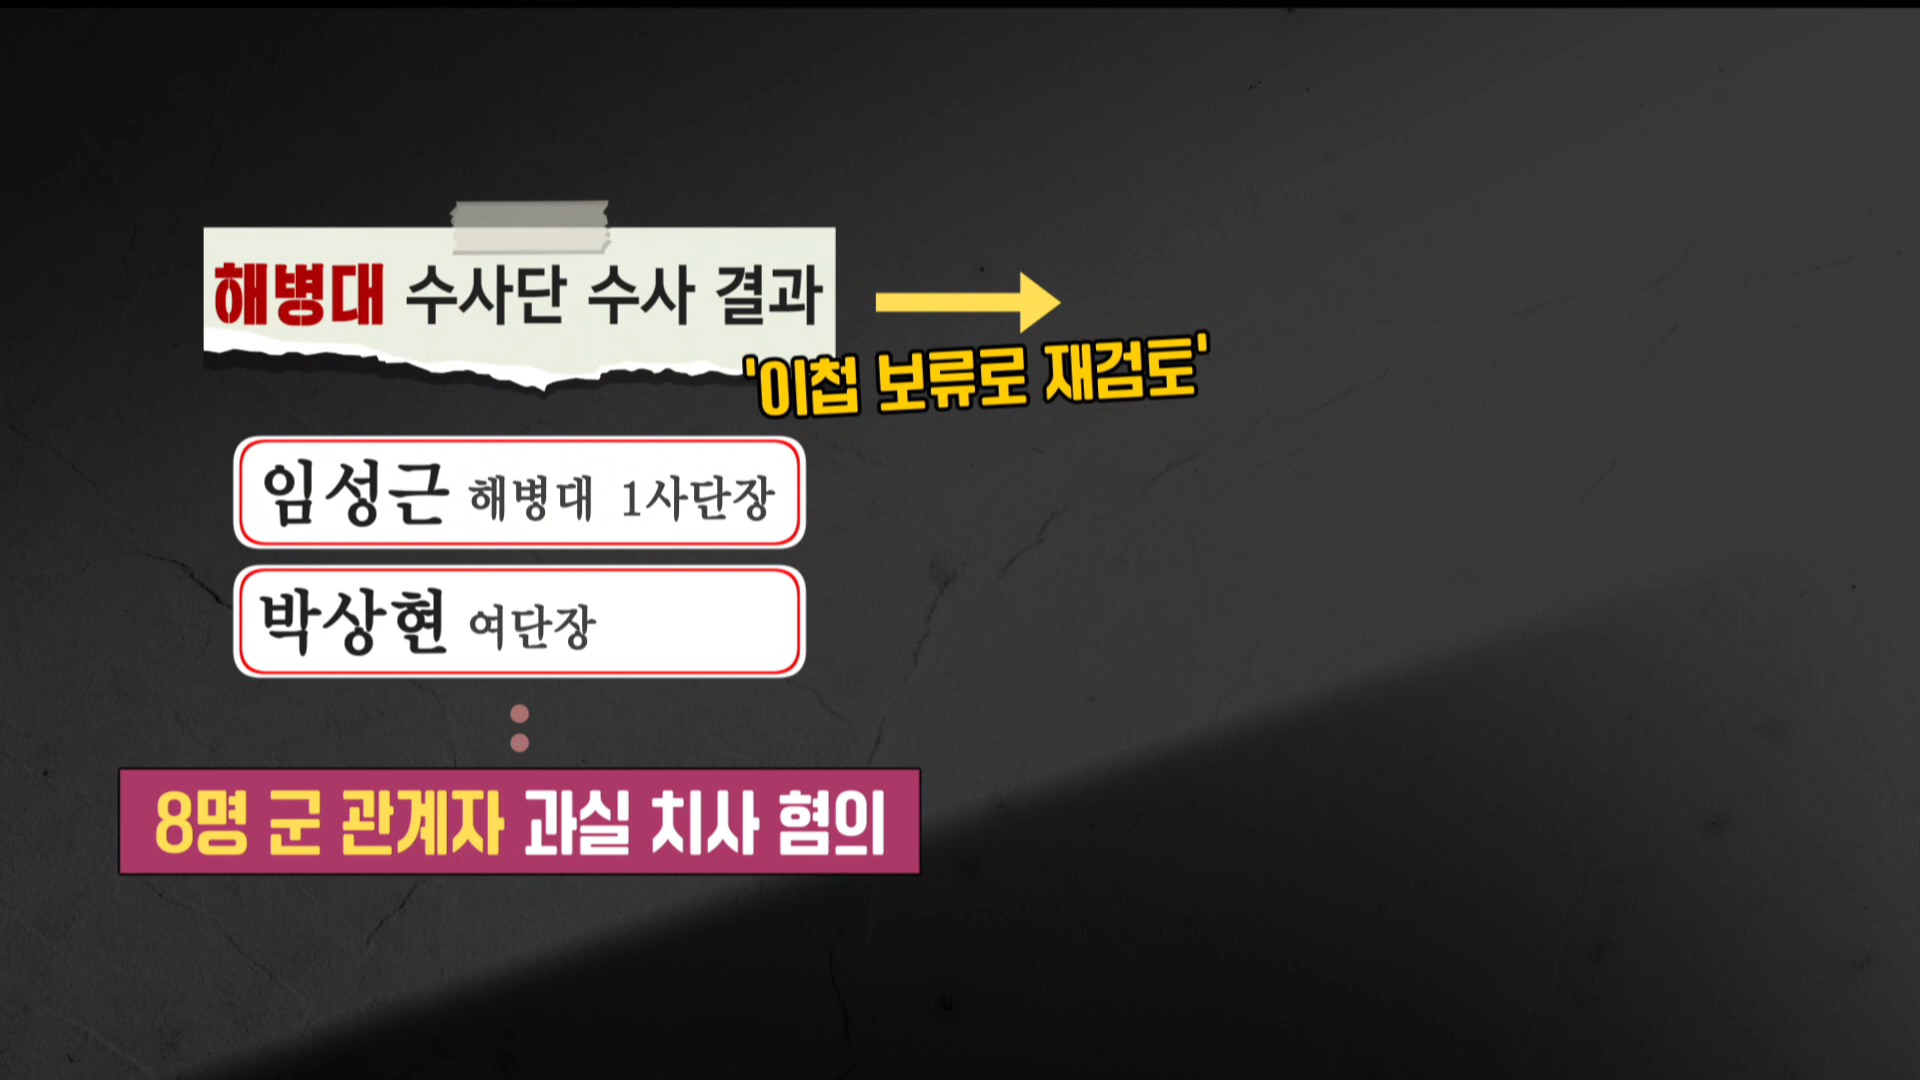 해병대 수사단 수사 결과
'이첩 보류로 재검토'
임성근 해병대 1사단장
박상현 여단장
8명 군 관계자 과실 치사 혐의